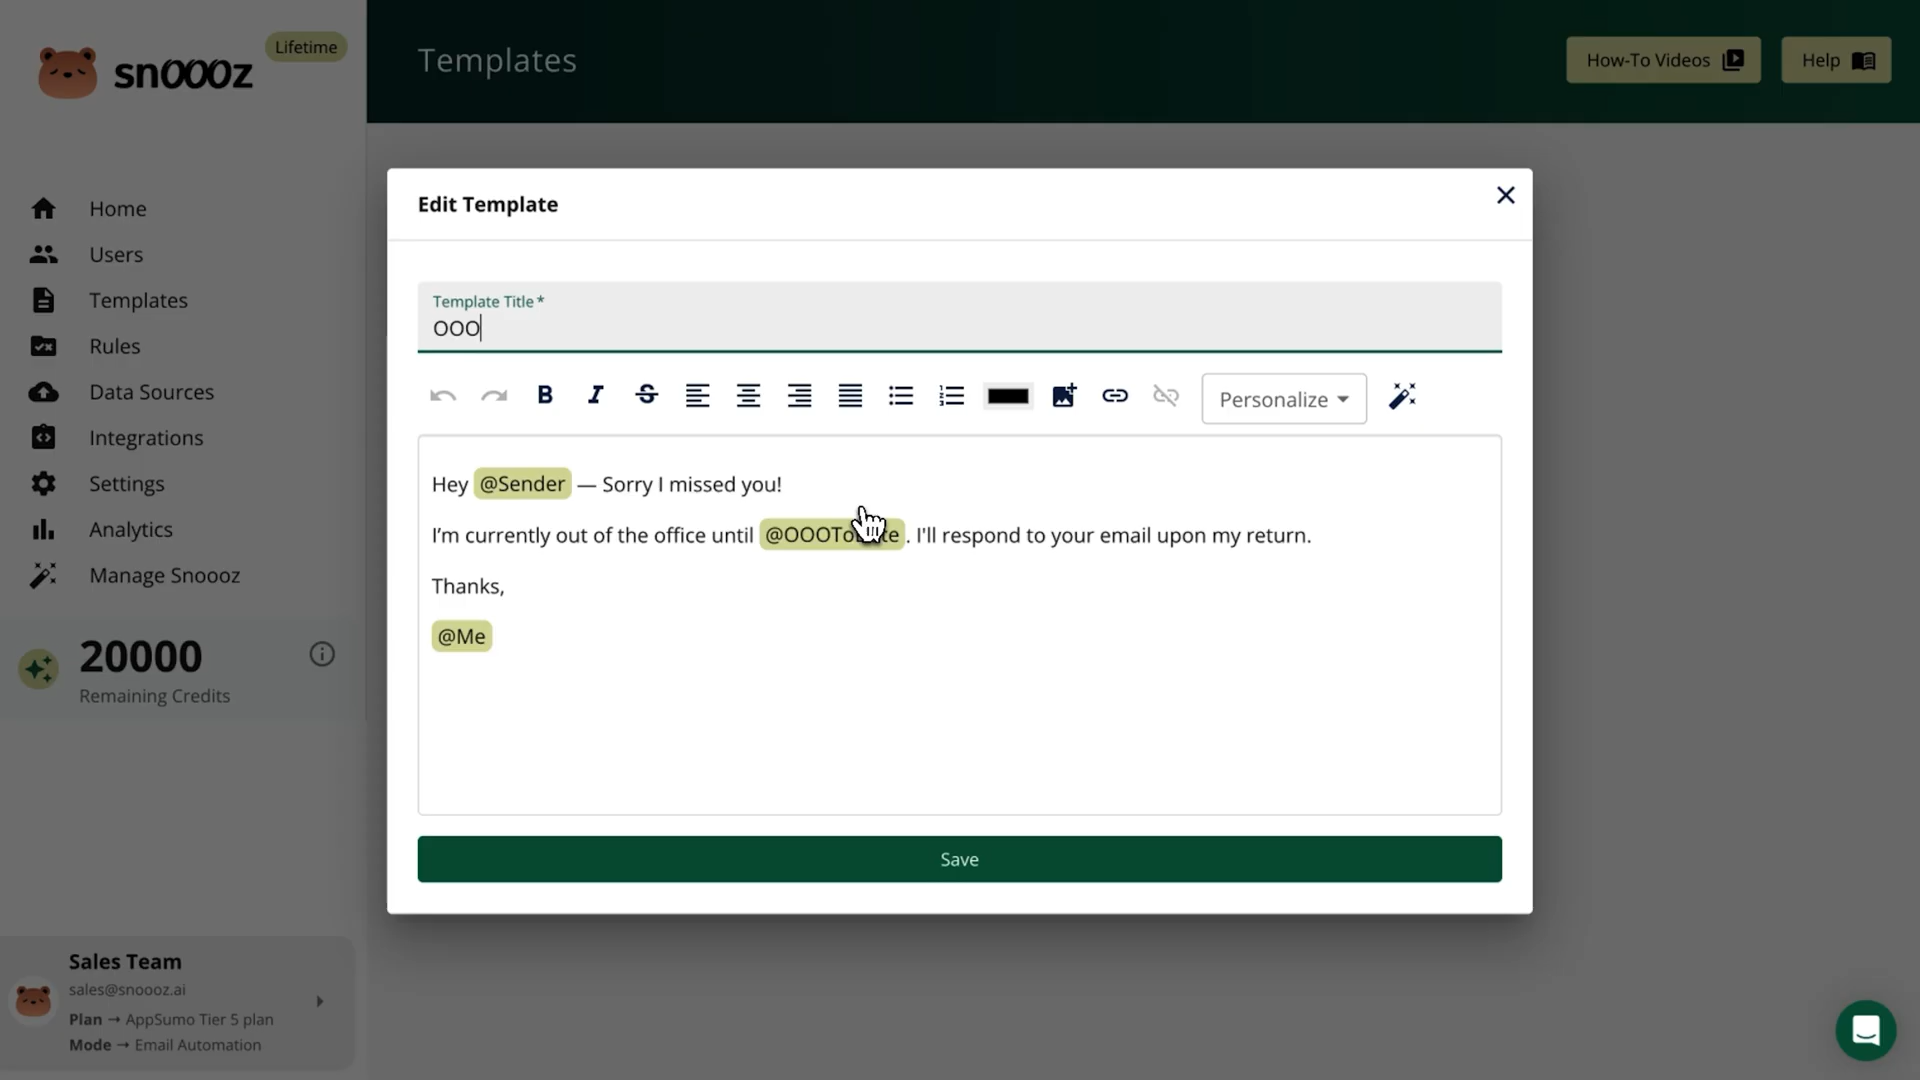 snoooz
Lifetime
Templates
How-To Videos
Help
Home
Users
Templates
Rules
Data Sources
Integrations
Settings
Analytics
Manage Snoooz
20000
Remaining Credits
Sales Team
sales@snoooz.ai
Plan → AppSumo Tier 5 plan
Mode → Email Automation
Edit Template
Template Title *
OOO
Personalize
Hey @Sender — Sorry I missed you!
I’m currently out of the office until . I'll respond to your email upon my return.
Thanks,
@Me
Save